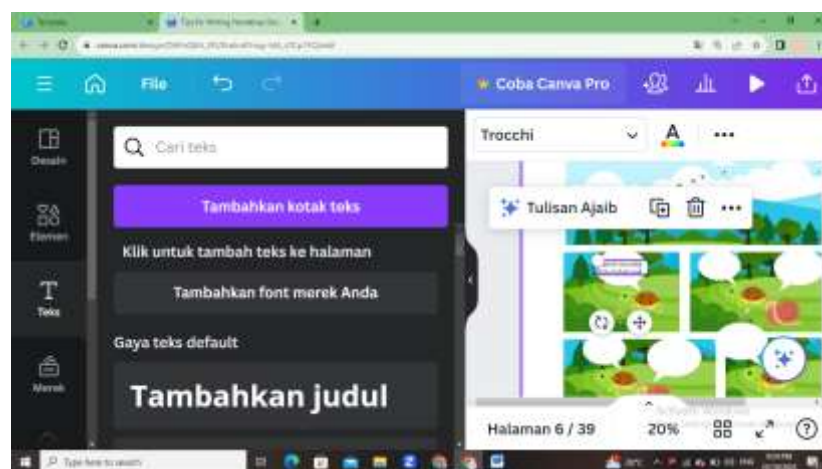 File
Coba Canva Pro
Desain
Cari teks
Trocchi
Tambahkan kotak teks
Tulisan Ajaib
Elemen
Klik untuk tambah teks ke halaman
Tambahkan font merek Anda
Teks
Gaya teks default
Merek
Tambahkan judul
Halaman 6 / 39
20%
Type here to search